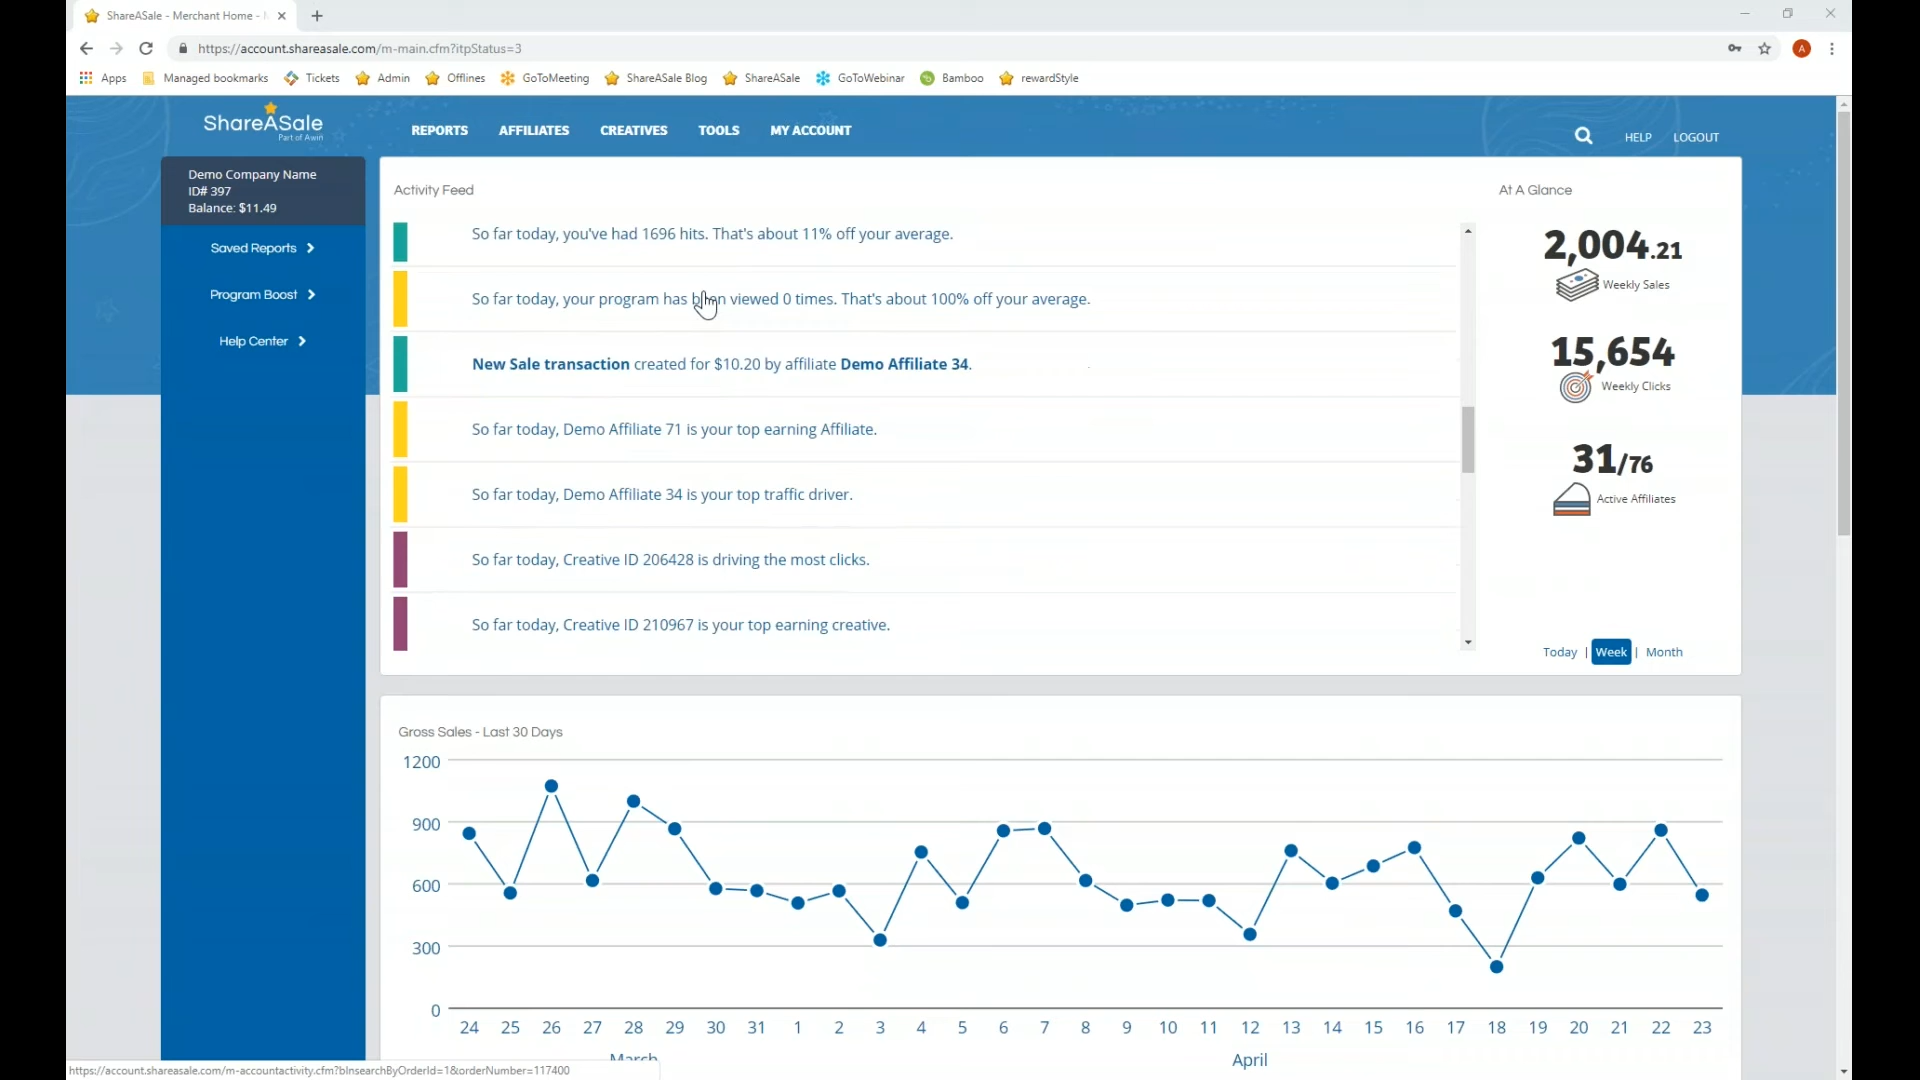 ShareASale - Merchant Home -
https://account.shareasale.com/m-main.cfm?itpStatus=3
A
Apps
Managed bookmarks
Tickets
Admin
Offlines
GoToMeeting
ShareASale Blog
ShareASale
GoToWebinar
Bamboo
rewardStyle
ShareASale
Part of Awin
REPORTS
AFFILIATES
CREATIVES
TOOLS
MY ACCOUNT
HELP
LOGOUT
Demo Company Name
ID# 397
Balance: $11.49
Saved Reports
Program Boost
Help Center
Activity Feed
So far today, you've had 1696 hits. That's about 11% off your average.
So far today, your program has been viewed 0 times. That's about 100% off your average.
New Sale transaction created for $10.20 by affiliate Demo Affiliate 34.
So far today, Demo Affiliate 71 is your top earning Affiliate.
So far today, Demo Affiliate 34 is your top traffic driver.
So far today, Creative ID 206428 is driving the most clicks.
So far today, Creative ID 210967 is your top earning creative.
At A Glance
2,004.21
Weekly Sales
15,654
Weekly Clicks
31/76
Active Affiliates
Today | Week | Month
Gross Sales - Last 30 Days
1200
900
600
300
0
24 25 26 27 28 29 30 31 1 2 3 4 5 6 7 8 9 10 11 12 13 14 15 16 17 18 19 20 21 22 23
March April
https://account.shareasale.com/m-accountactivity.cfm?blnsearchByOrderId=1&orderNumber=117400